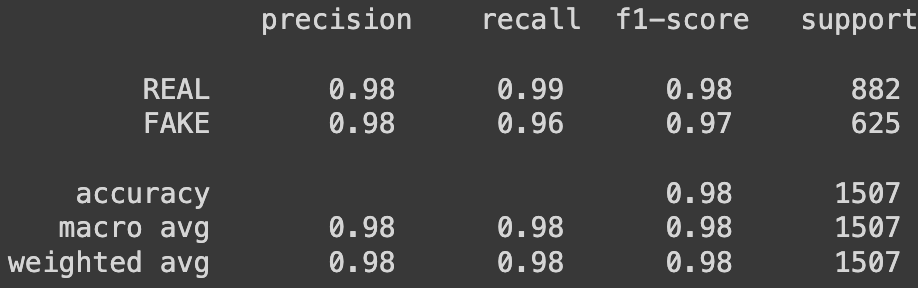 precision recall f1-score support
REAL 0.98 0.99 0.98 882
FAKE 0.98 0.96 0.97 625
accuracy 0.98 1507
macro avg 0.98 0.98 0.98 1507
weighted avg 0.98 0.98 0.98 1507